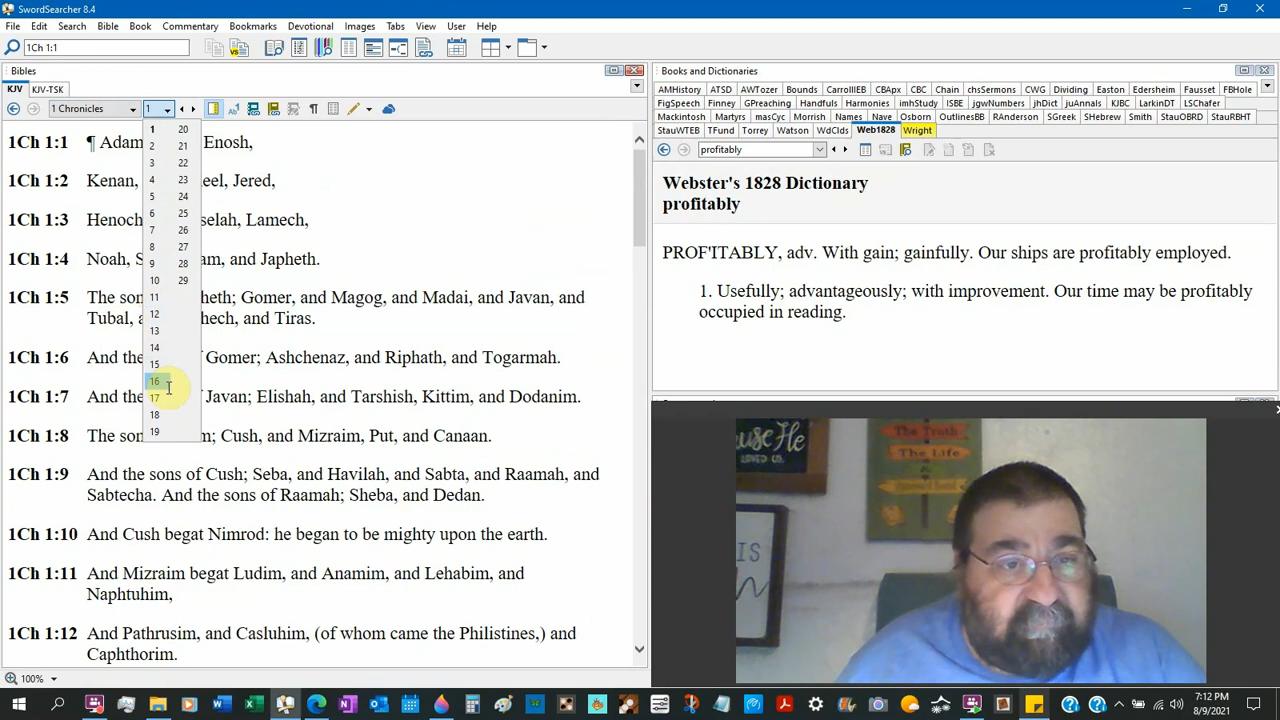 SwordSearcher 8.4
File Edit Search Bible Book Commentary Bookmarks Devotional Images Tabs View User Help
1Ch 1:1
Bibles
KJV KJV-TSK
1 Chronicles 1
1 20
2 21
3 22
4 23
5 24
6 25
7 26
8 27
9 28
10 29
11
12
13
14
15
16
17
18
19
1Ch 1:1 ¶ Adam Enosh,
1Ch 1:2 Kenan, eel, Jered,
1Ch 1:3 Henoch selah, Lamech,
1Ch 1:4 Noah, S am, and Japheth.
1Ch 1:5 The son heth; Gomer, and Magog, and Madai, and Javan, and
Tubal, hech, and Tiras.
1Ch 1:6 And the Gomer; Ashchenaz, and Riphath, and Togarmah.
1Ch 1:7 And the Javan; Elishah, and Tarshish, Kittim, and Dodanim.
1Ch 1:8 The son m; Cush, and Mizraim, Put, and Canaan.
1Ch 1:9 And the sons of Cush; Seba, and Havilah, and Sabta, and Raamah, and
Sabtecha. And the sons of Raamah; Sheba, and Dedan.
1Ch 1:10 And Cush begat Nimrod: he began to be mighty upon the earth.
1Ch 1:11 And Mizraim begat Ludim, and Anamim, and Lehabim, and
Naphtuhim,
1Ch 1:12 And Pathrusim, and Casluhim, (of whom came the Philistines,) and
Caphthorim.
100%
Books and Dictionaries
AMHistory ATSD AWTozer Bounds CarrollEB CBApx Chain chsSermons CWG Dividing Easton Edersheim Fausset FBHole
FigSpeech Finney GPreaching Handfuls Harmonies imhStudy ISBE jgwNumbers jhDict juAnnals KJBC LarkinDT LSChafer
Mackintosh Martyrs masCyc Morrish Names Nave Osborn OutlinesBB RAnderson SGreek SHebrew Smith StauOBRD StauRBHT
StauWTEB TFund Torrey Watson WdClds Web1828 Wright
profitably
Webster's 1828 Dictionary
profitably
PROF'ITABLY, adv. With gain; gainfully. Our ships are profitably employed.
1. Usefully; advantageously; with improvement. Our time may be profitably
occupied in reading.
ause He
LOVED US.
The Truth
The Life
IS
7:12 PM
8/9/2021